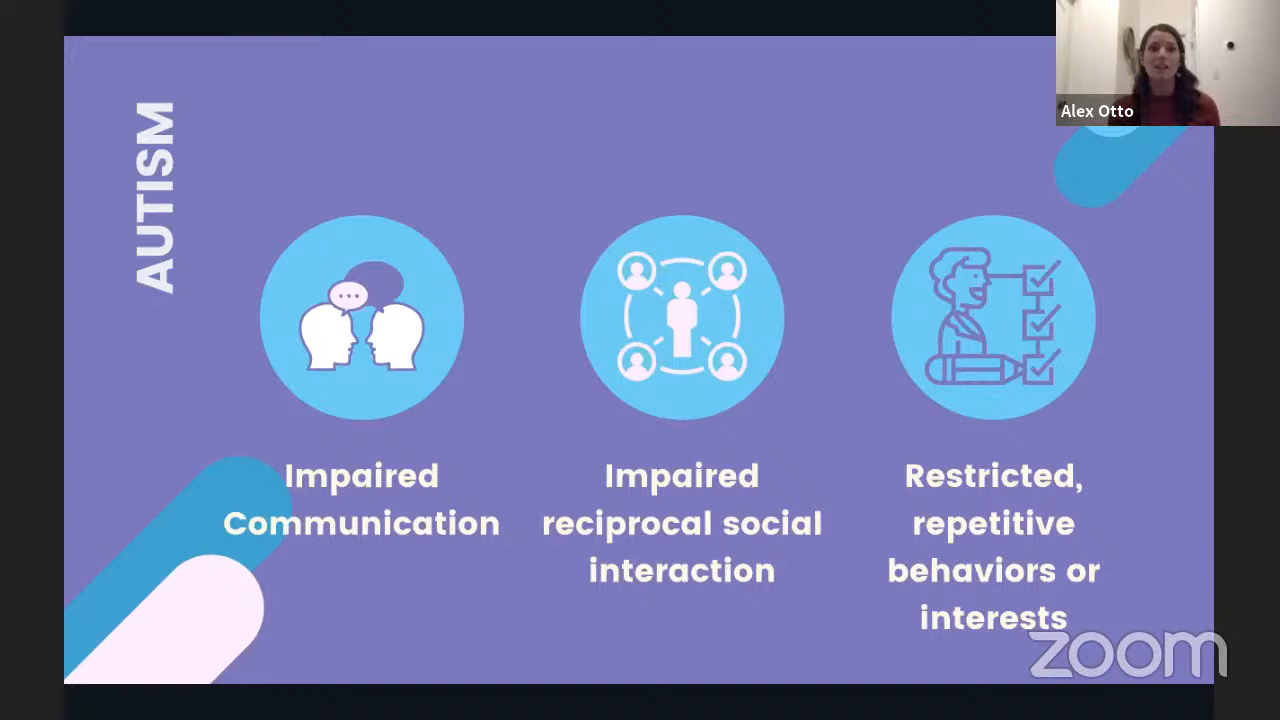 Alex Otto
AUTISM
Impaired
Communication
Impaired
reciprocal social
interaction
Restricted,
repetitive
behaviors or
interests
zoom